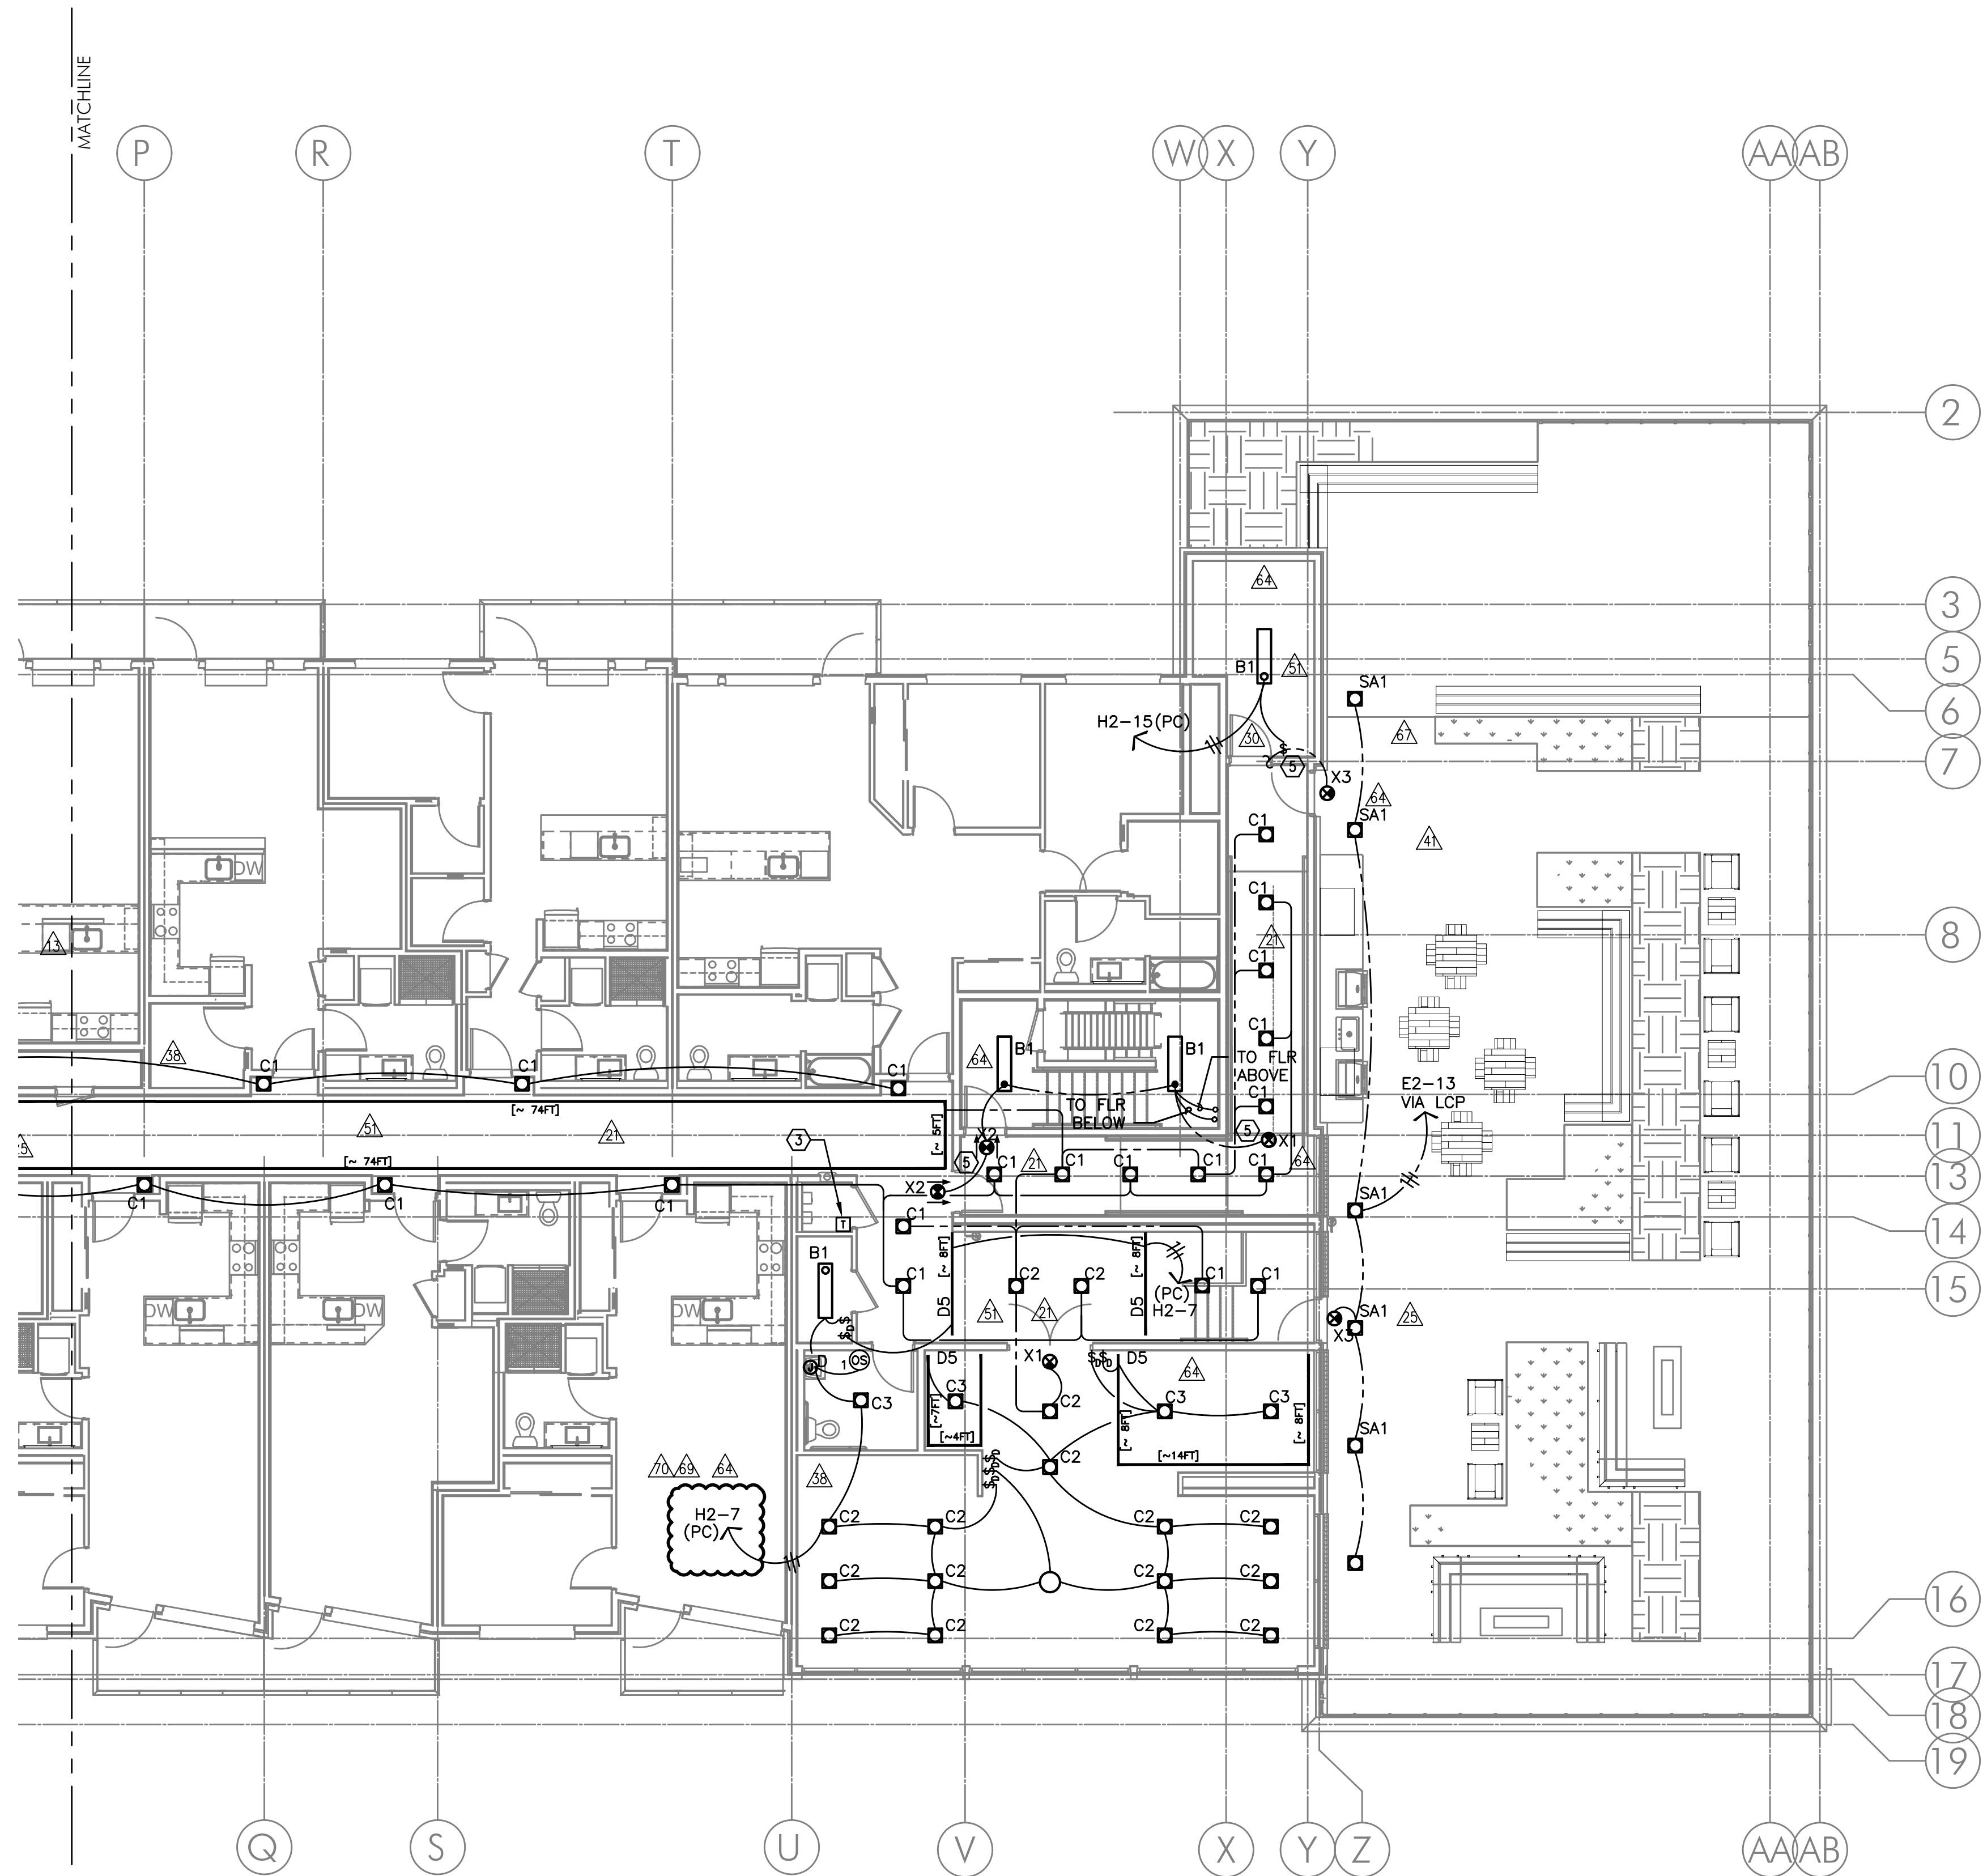 MATCHLINE
P
R
T
W
X
Y
AA
AB
2
3
5
6
7
8
10
11
13
14
15
16
17
18
19
64
B1
51
SA1
H2-15(PC)
30
$
5
67
X3
64
SA1
C1
41
C1
21
C1
C1
DW
13
38
C1
C1
C1
64
B1
B1
TO FLR
ABOVE
TO FLR
BELOW
C1
E2-13
VIA LCP
[~ 74FT]
51
21
[~ 5FT]
3
X2
5
X1
5
64
[~ 74FT]
C1
C1
C1
X2
C1
21
C1
C1
C1
C1
SA1
T
C1
B1
[~ 8FT]
[~ 8FT]
C1
C2
C2
C1
C1
(PC)
H2-7
D5
D5
51
21
DW
DW
DW
SA1
X3
25
$D$
J
D
1
OS
D5
X1
$D$D
D5
64
C3
C3
[~7FT]
[~4FT]
C2
C3
C3
[~ 8FT]
[~14FT]
[~ 8FT]
SA1
C2
$D$D$D
70
69
64
38
H2-7
(PC)
C2
C2
C2
C2
C2
C2
C2
C2
C2
C2
C2
C2
Q
S
U
V
X
Y
Z
AA
AB